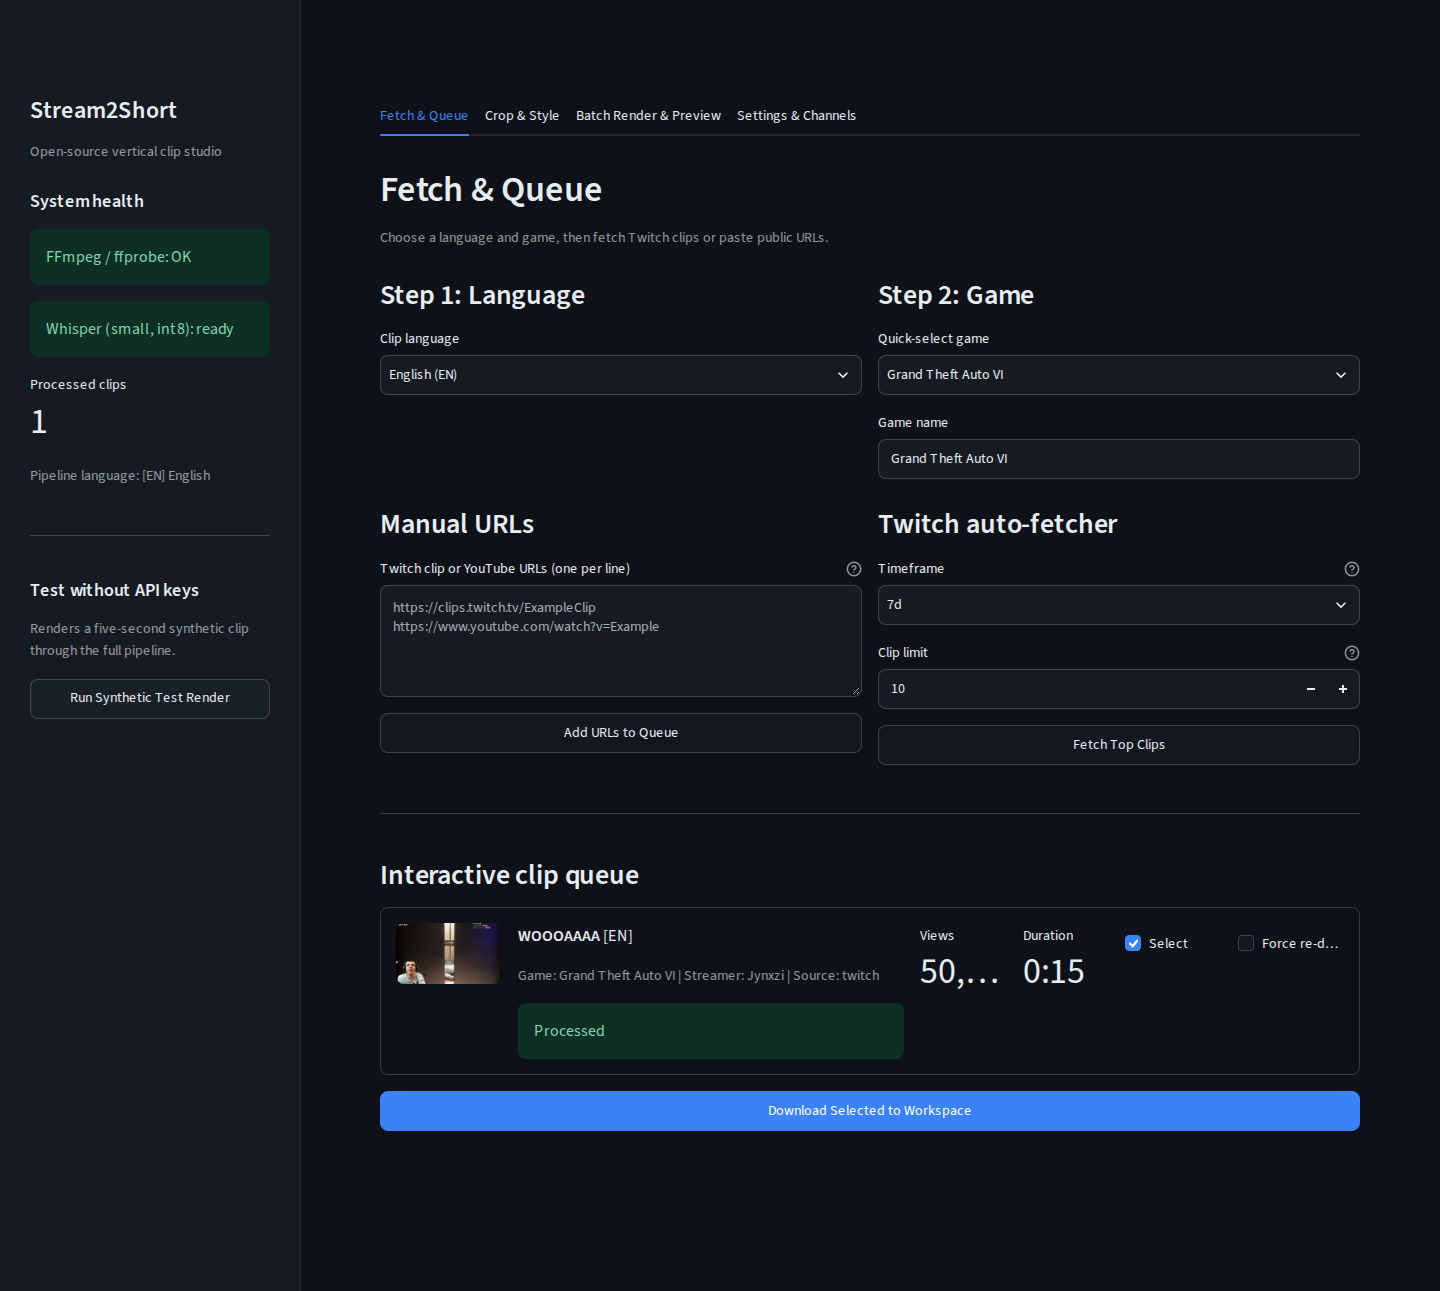 Stream2Short
Open-source vertical clip studio
System health
FFmpeg / ffprobe: OK
Whisper (small, int8): ready
Processed clips
1
Pipeline language: [EN] English
Test without API keys
Renders a five-second synthetic clip
through the full pipeline.
Run Synthetic Test Render
Fetch & Queue
Crop & Style
Batch Render & Preview
Settings & Channels
Fetch & Queue
Choose a language and game, then fetch Twitch clips or paste public URLs.
Step 1: Language
Clip language
English (EN)
Step 2: Game
Quick-select game
Grand Theft Auto VI
Game name
Grand Theft Auto VI
Manual URLs
Twitch clip or YouTube URLs (one per line)
https://clips.twitch.tv/ExampleClip
https://www.youtube.com/watch?v=Example
Add URLs to Queue
Twitch auto-fetcher
Timeframe
7d
Clip limit
10
Fetch Top Clips
Interactive clip queue
WOOOAAAA [EN]
Game: Grand Theft Auto VI | Streamer: Jynxzi | Source: twitch
Processed
Views
50,...
Duration
0:15
Select
Force re-d...
Download Selected to Workspace